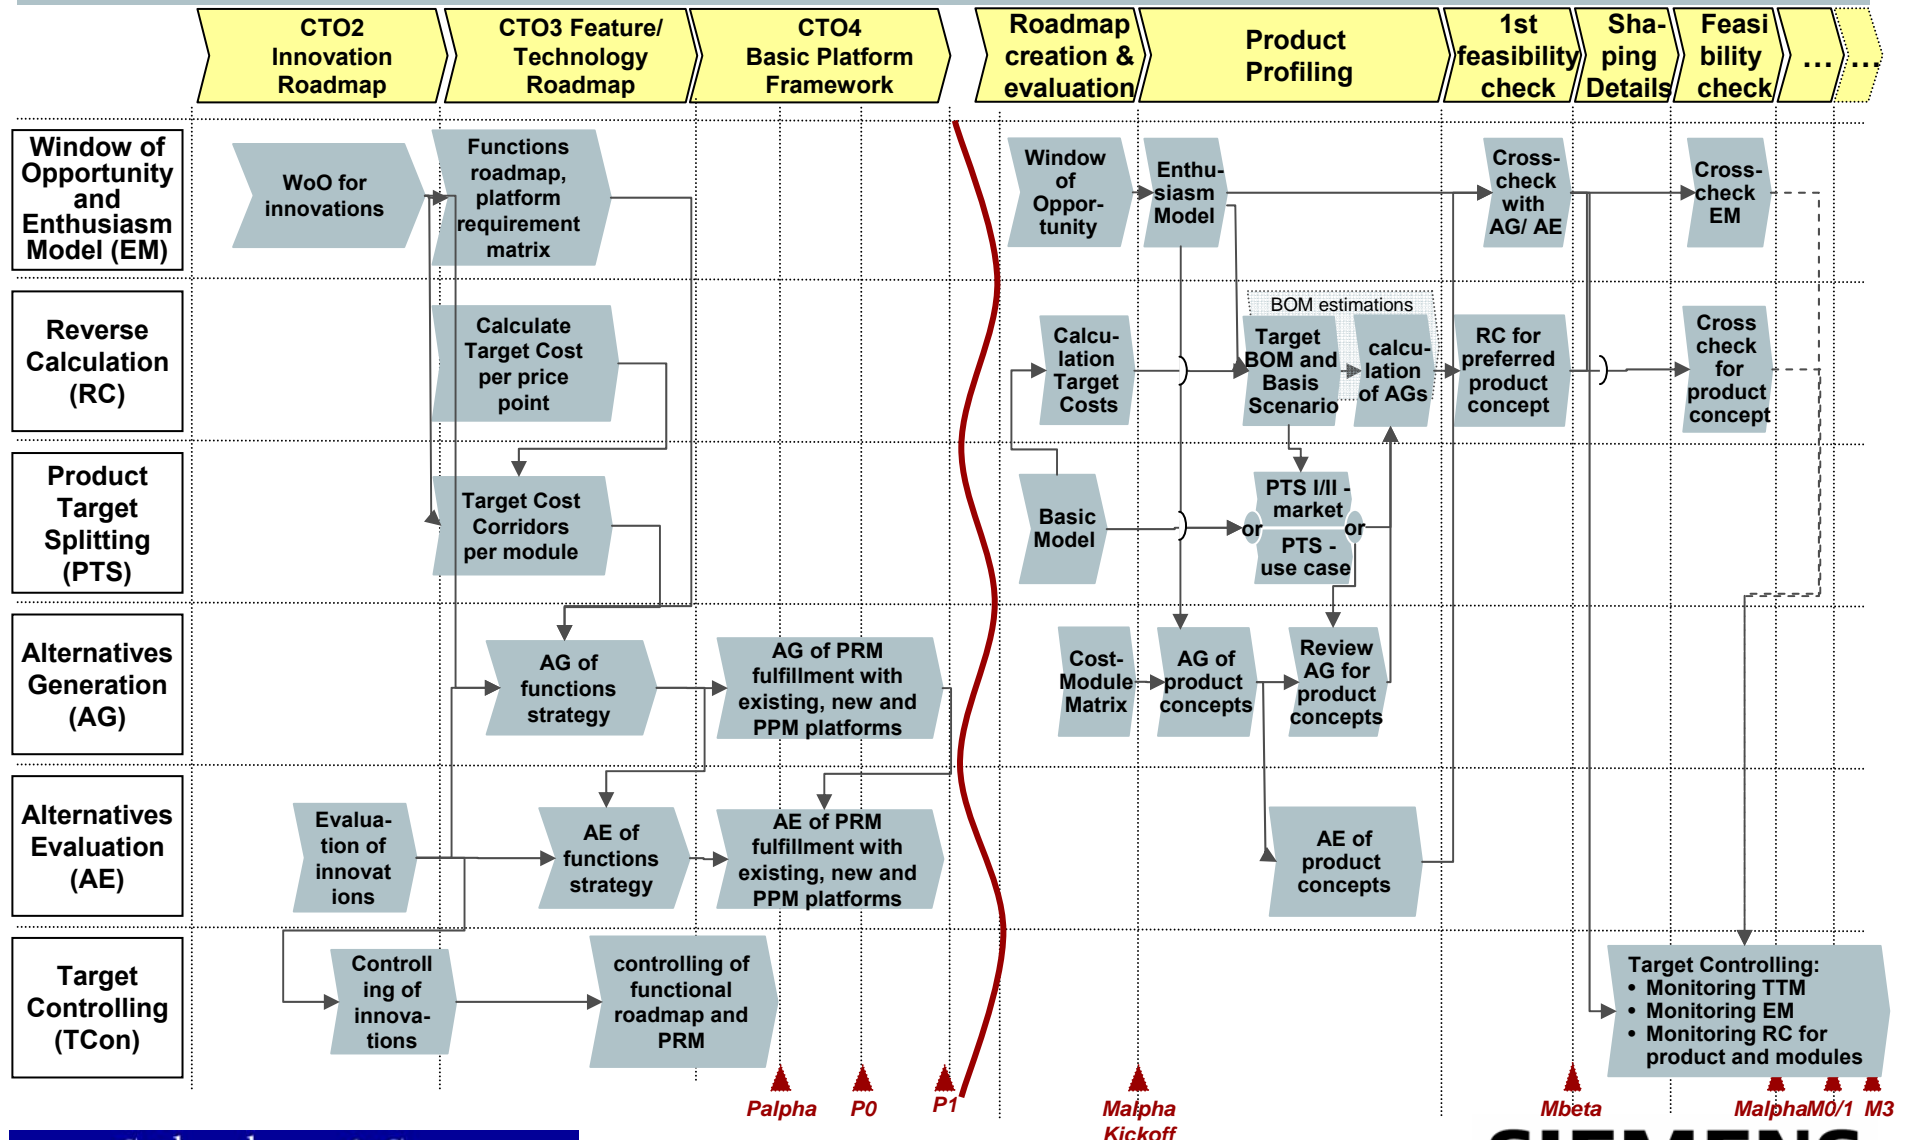 CTO2
Innovation
Roadmap
CTO3 Feature/
Technology
Roadmap
CTO4
Basic Platform
Framework
Roadmap
creation &
evaluation
Product
Profiling
1st
feasibility
check
Sha-
ping
Details
Feasi
bility
check
...
...
Window of
Opportunity
and
Enthusiasm
Model (EM)
WoO for
innovations
Functions
roadmap,
platform
requirement
matrix
Window
of
Oppor-
tunity
Enthu-
siasm
Model
Cross-
check
with
AG/ AE
Cross-
check
EM
Reverse
Calculation
(RC)
Calculate
Target Cost
per price
point
Calcu-
lation
Target
Costs
BOM estimations
Target
BOM and
Basis
Scenario
calcu-
lation
of AGs
RC for
preferred
product
concept
Cross
check
for
product
concept
Product
Target
Splitting
(PTS)
Target Cost
Corridors
per module
Basic
Model
or
PTS I/II -
market
PTS -
use case
or
Alternatives
Generation
(AG)
AG of
functions
strategy
AG of PRM
fulfillment with
existing, new and
PPM platforms
Cost-
Module
Matrix
AG of
product
concepts
Review
AG for
product
concepts
Alternatives
Evaluation
(AE)
Evalua-
tion of
innovat
ions
AE of
functions
strategy
AE of PRM
fulfillment with
existing, new and
PPM platforms
AE of
product
concepts
Target
Controlling
(TCon)
Controll
ing of
innova-
tions
controlling of
functional
roadmap and
PRM
Target Controlling:
• Monitoring TTM
• Monitoring EM
• Monitoring RC for
product and modules
Palpha
P0
P1
Malpha
Kickoff
Mbeta
Malpha
M0/1
M3
SIEMENS